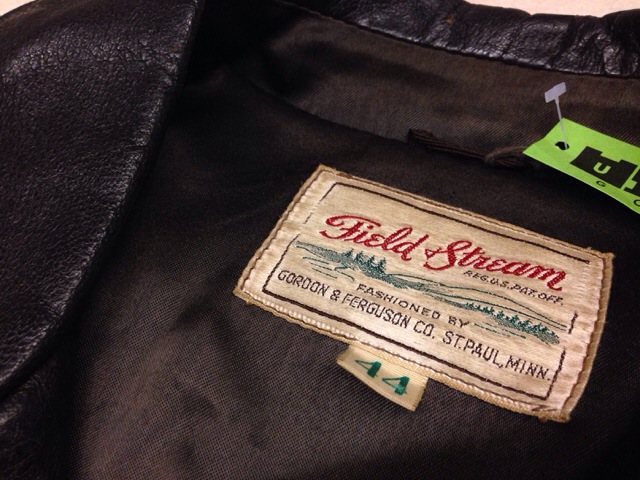 Field & Stream
REG.U.S.PAT.OFF.
FASHIONED BY
GORDON & FERGUSON CO. ST.PAUL, MINN.
44